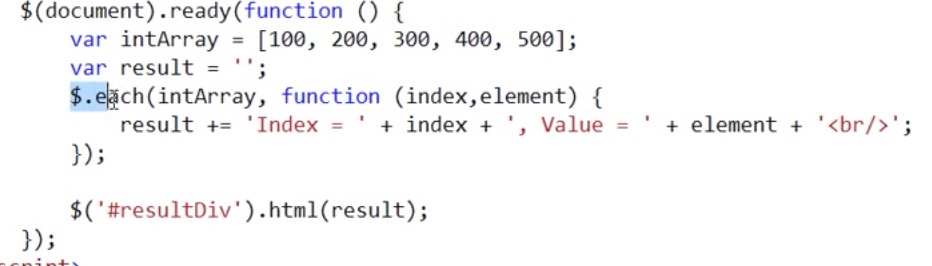 $(document).ready(function () {
var intArray = [100, 200, 300, 400, 500];
var result = '';
$.each(intArray, function (index,element) {
result += 'Index = ' + index + ', Value = ' + element + '<br/>';
});
$('#resultDiv').html(result);
});